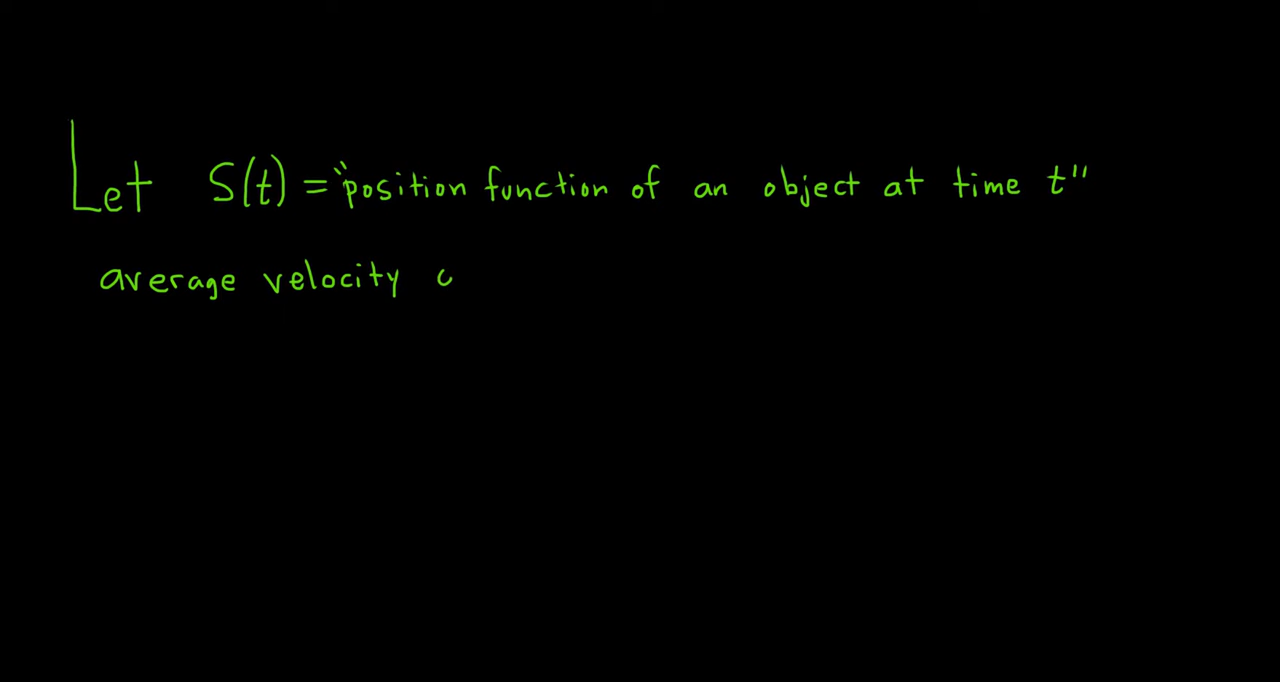 Let S(t) = "position function of an object at time t"
average velocity o